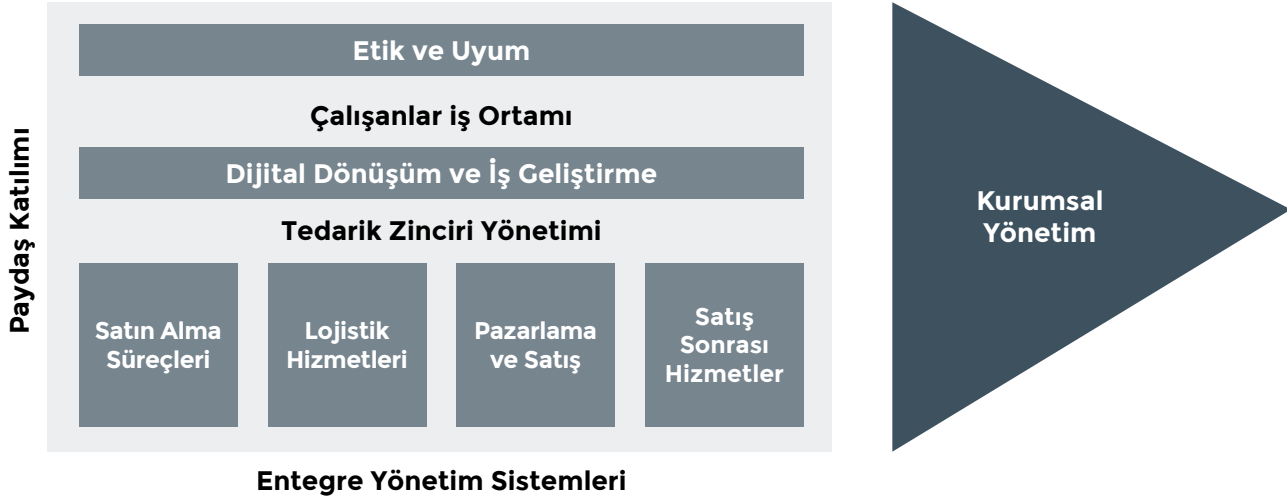 Paydaş Katılımı
Etik ve Uyum
Çalışanlar iş Ortamı
Dijital Dönüşüm ve İş Geliştirme
Tedarik Zinciri Yönetimi
Satın Alma
Süreçleri
Lojistik
Hizmetleri
Pazarlama
ve Satış
Satış
Sonrası
Hizmetler
Entegre Yönetim Sistemleri
Kurumsal
Yönetim